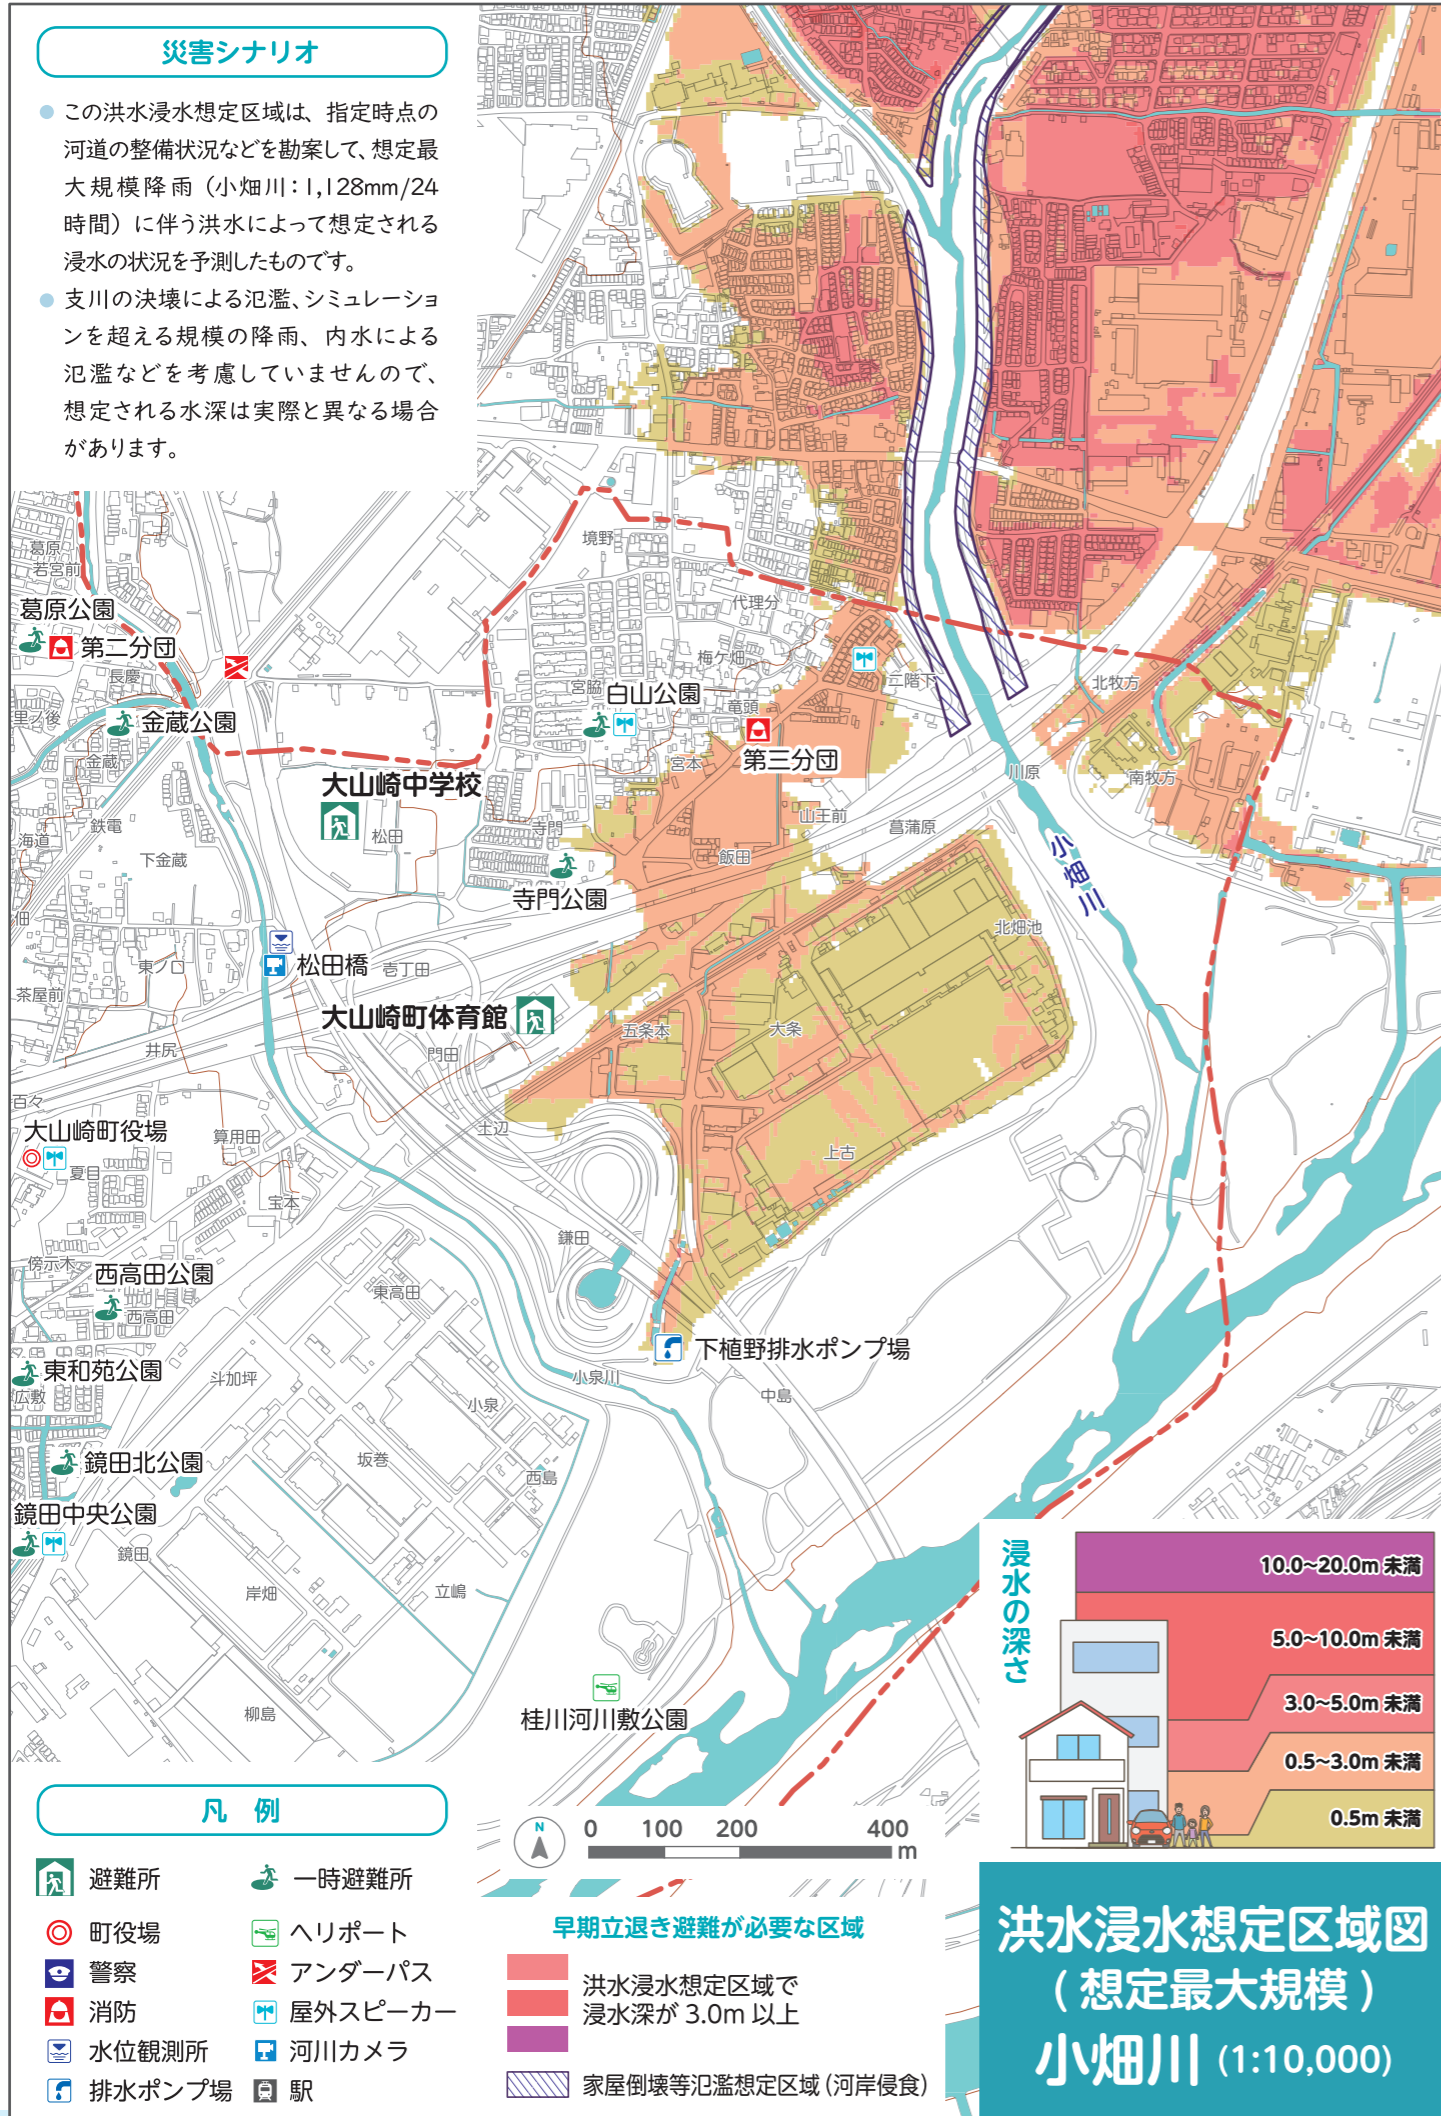 災害シナリオ
この洪水浸水想定区域は、指定時点の
河道の整備状況などを勘案して、想定最
大規模降雨（小畑川：1,128mm/24
時間）に伴う洪水によって想定される
浸水の状況を予測したものです。
支川の決壊による氾濫、シミュレーショ
ンを超える規模の降雨、内水による
氾濫などを考慮していませんので、
想定される水深は実際と異なる場合
があります。
境野
葛原
若宮前
葛原公園
第二分団
代理分
長慶
梅ケ畑
二階下
北牧方
里ノ後
金蔵公園
宮脇
白山公園
竜頭
金蔵
宮本
第三分団
川原
南牧方
大山崎中学校
鉄電
海道
松田
下金蔵
寺門
山王前
菖蒲原
飯田
小畑川
寺門公園
佃
北畑池
東ノ口
松田橋
壱丁田
茶屋前
大山崎町体育館
五条本
大条
井尻
門田
百々
大山崎町役場
算用田
土辺
夏目
上古
宝本
鎌田
傍示木
西高田公園
東高田
西高田
下植野排水ポンプ場
東和苑公園
小泉川
広敷
斗加坪
中島
小泉
鏡田北公園
坂巻
西島
鏡田中央公園
鏡田
岸畑
立嶋
柳島
桂川河川敷公園
浸水の深さ
10.0~20.0m 未満
5.0~10.0m 未満
3.0~5.0m 未満
0.5~3.0m 未満
0.5m 未満
凡 例
避難所
一時避難所
町役場
ヘリポート
警察
アンダーパス
消防
屋外スピーカー
水位観測所
河川カメラ
排水ポンプ場
駅
N
0 100 200 400
m
早期立退き避難が必要な区域
洪水浸水想定区域で
浸水深が 3.0m 以上
家屋倒壊等氾濫想定区域（河岸侵食）
洪水浸水想定区域図
（想定最大規模）
小畑川 (1:10,000)